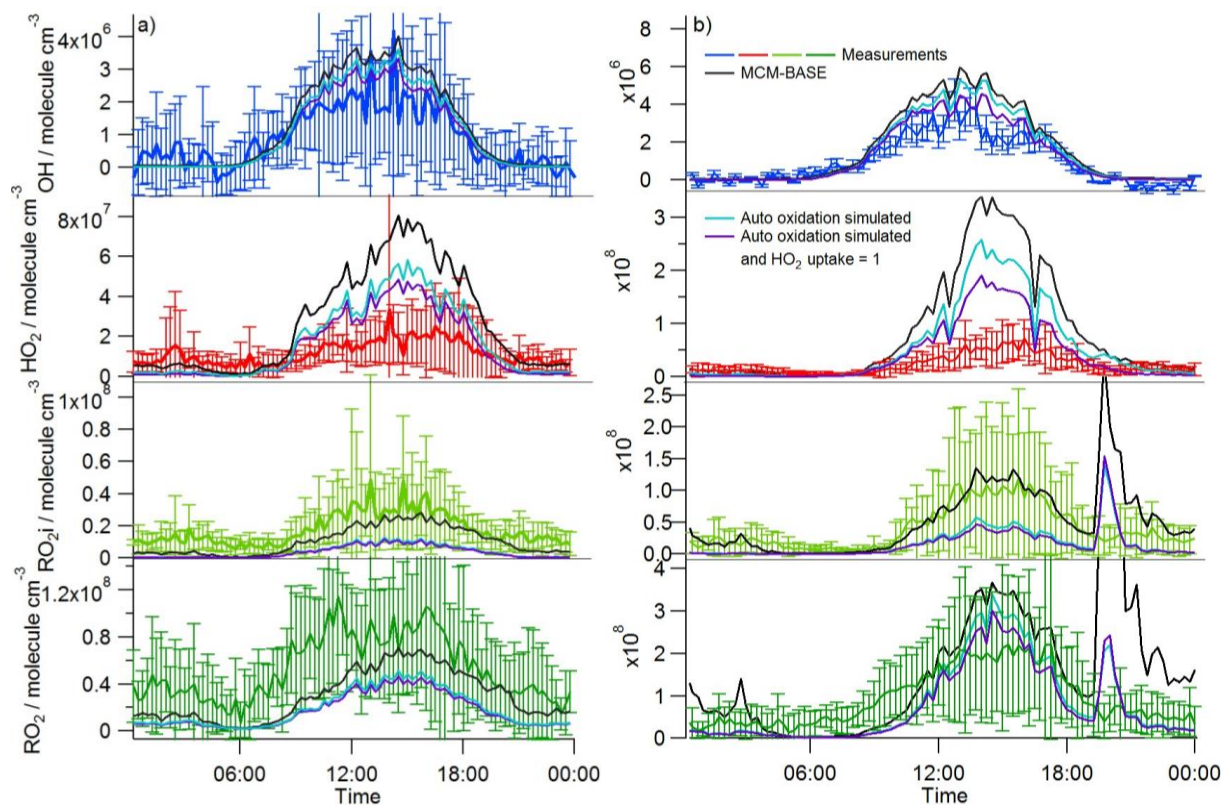 a)
OH / molecule cm-3
4x10^6
3
2
1
0
HO2 / molecule cm-3
8x10^7
6
4
2
0
RO2i / molecule cm-3
1x10^8
0.8
0.6
0.4
0.2
0
RO2 / molecule cm-3
1.2x10^8
0.8
0.4
0
06:00 12:00 18:00 00:00
Time
b)
x10^6
8
6
4
2
0
Measurements
MCM-BASE
x10^8
3
2
1
0
Auto oxidation simulated
Auto oxidation simulated
and HO2 uptake = 1
x10^8
2.5
2.0
1.5
1.0
0.5
0.0
x10^8
4
3
2
1
0
06:00 12:00 18:00 00:00
Time